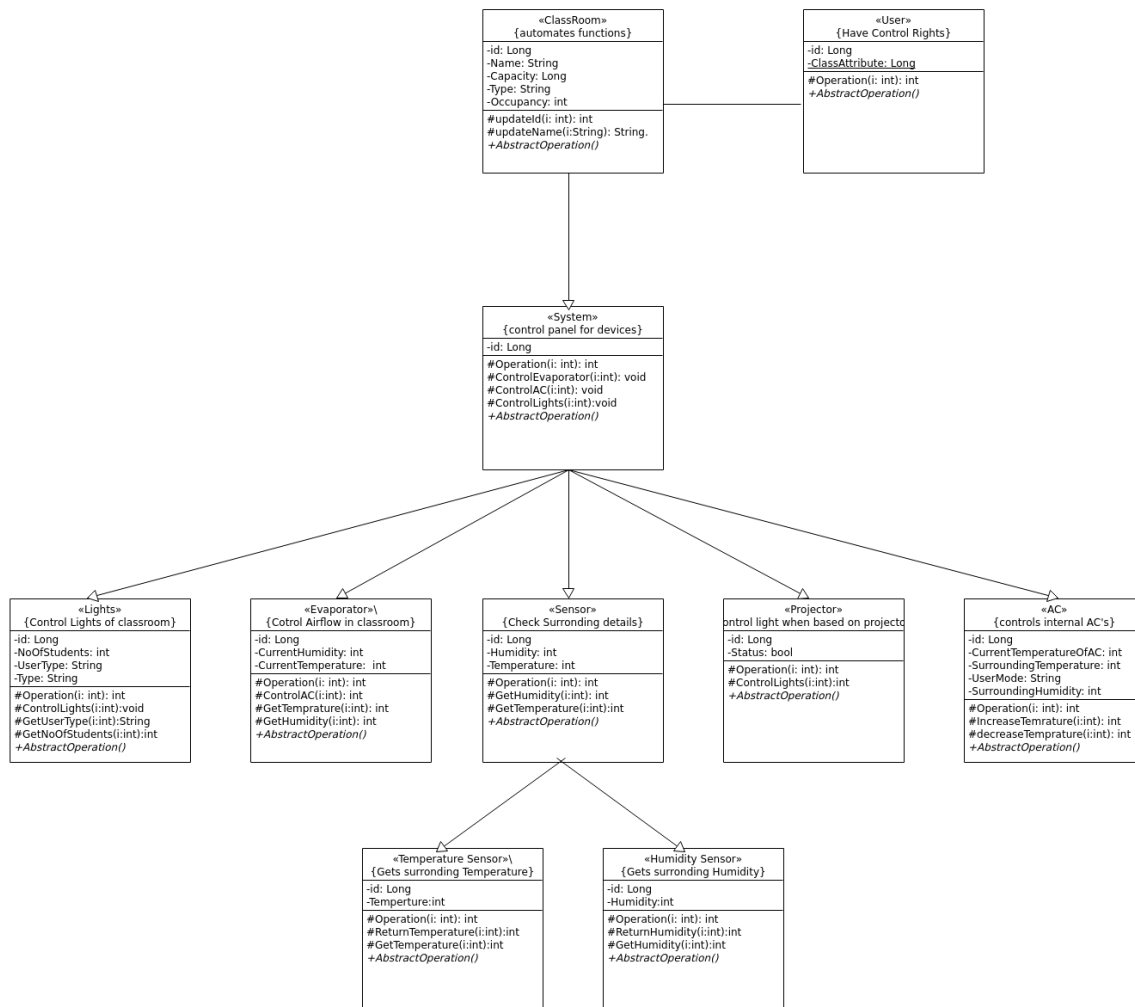 «ClassRoom»
{automates functions}
-id: Long
-Name: String
-Capacity: Long
-Type: String
-Occupancy: int
#updateId(i: int): int
#updateName(i:String): String.
+AbstractOperation()
«User»
{Have Control Rights}
-id: Long
-ClassAttribute: Long
#Operation(i: int): int
+AbstractOperation()
«System»
{control panel for devices}
-id: Long
#Operation(i: int): int
#ControlEvaporator(i:int): void
#ControlAC(i:int): void
#ControlLights(i:int):void
+AbstractOperation()
«Lights»
{Control Lights of classroom}
-id: Long
-NoOfStudents: int
-UserType: String
-Type: String
#Operation(i: int): int
#ControlLights(i:int):void
#GetUserType(i:int):String
#GetNoOfStudents(i:int):int
+AbstractOperation()
«Evaporator»\
{Cotrol Airflow in classroom}
-id: Long
-CurrentHumidity: int
-CurrentTemperature:  int
#Operation(i: int): int
#ControlAC(i:int): int
#GetTemprature(i:int): int
#GetHumidity(i:int): int
+AbstractOperation()
«Sensor»
{Check Surronding details}
-id: Long
-Humidity: int
-Temperature: int
#Operation(i: int): int
#GetHumidity(i:int): int
#GetTemperature(i:int):int
+AbstractOperation()
«Projector»
ontrol light when based on projecto
-id: Long
-Status: bool
#Operation(i: int): int
#ControlLights(i:int):int
+AbstractOperation()
«AC»
{controls internal AC's}
-id: Long
-CurrentTemperatureOfAC: int
-SurroundingTemperature: int
-UserMode: String
-SurroundingHumidity: int
#Operation(i: int): int
#IncreaseTemrature(i:int): int
#decreaseTemprature(i:int): int
+AbstractOperation()
«Temperature Sensor»\
{Gets surronding Temperature}
-id: Long
-Temperture:int
#Operation(i: int): int
#ReturnTemperature(i:int):int
#GetTemperature(i:int):int
+AbstractOperation()
«Humidity Sensor»
{Gets surronding Humidity}
-id: Long
-Humidity:int
#Operation(i: int): int
#ReturnHumidity(i:int):int
#GetHumidity(i:int):int
+AbstractOperation()